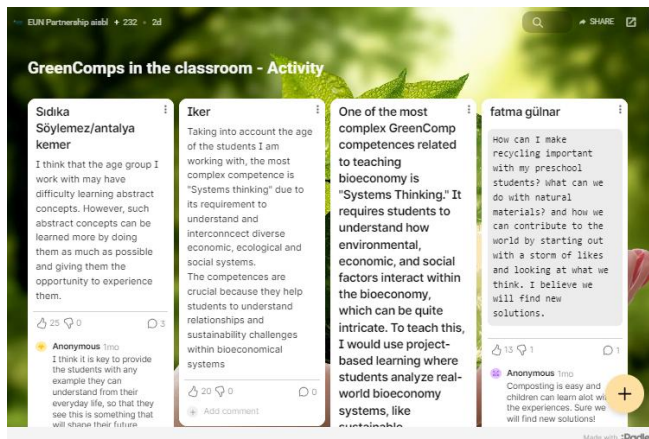 EUN Partnership aisbl + 232 • 2d
SHARE
GreenComps in the classroom - Activity
Sıdıka
Söylemez/antalya
kemer
I think that the age group I
work with may have
difficulty learning abstract
concepts. However, such
abstract concepts can be
learned more by doing
them as much as possible
and giving them the
opportunity to experience
them.
25 0 3
Anonymous 1mo
I think it is key to provide
the students with any
example they can
understand from their
everyday life, so that they
see this is something that
will shape their future
Iker
Taking into account the age
of the students I am
working with, the most
complex competence is
"Systems thinking" due to
its requirement to
understand and
interconncect diverse
economic, ecological and
social systems.
The competences are
crucial because they help
students to understand
relationships and
sustainability challenges
within bioeconomical
systems
20 0 0
Add comment
One of the most
complex GreenComp
competences related
to teaching
bioeconomy is
"Systems Thinking." It
requires students to
understand how
environmental,
economic, and social
factors interact within
the bioeconomy,
which can be quite
intricate. To teach this,
I would use project-
based learning where
students analyze real-
world bioeconomy
systems, like
sustainable
fatma gülnar
How can I make
recycling important
with my preschool
students? What can we
do with natural
materials? and how we
can contribute to the
world by starting out
with a storm of likes
and looking at what we
think. I believe we
will find new
solutions.
13 1 1
Anonymous 1mo
Composting is easy and
children can learn alot
the experiences. Sure we
will find new solutions!
Made with